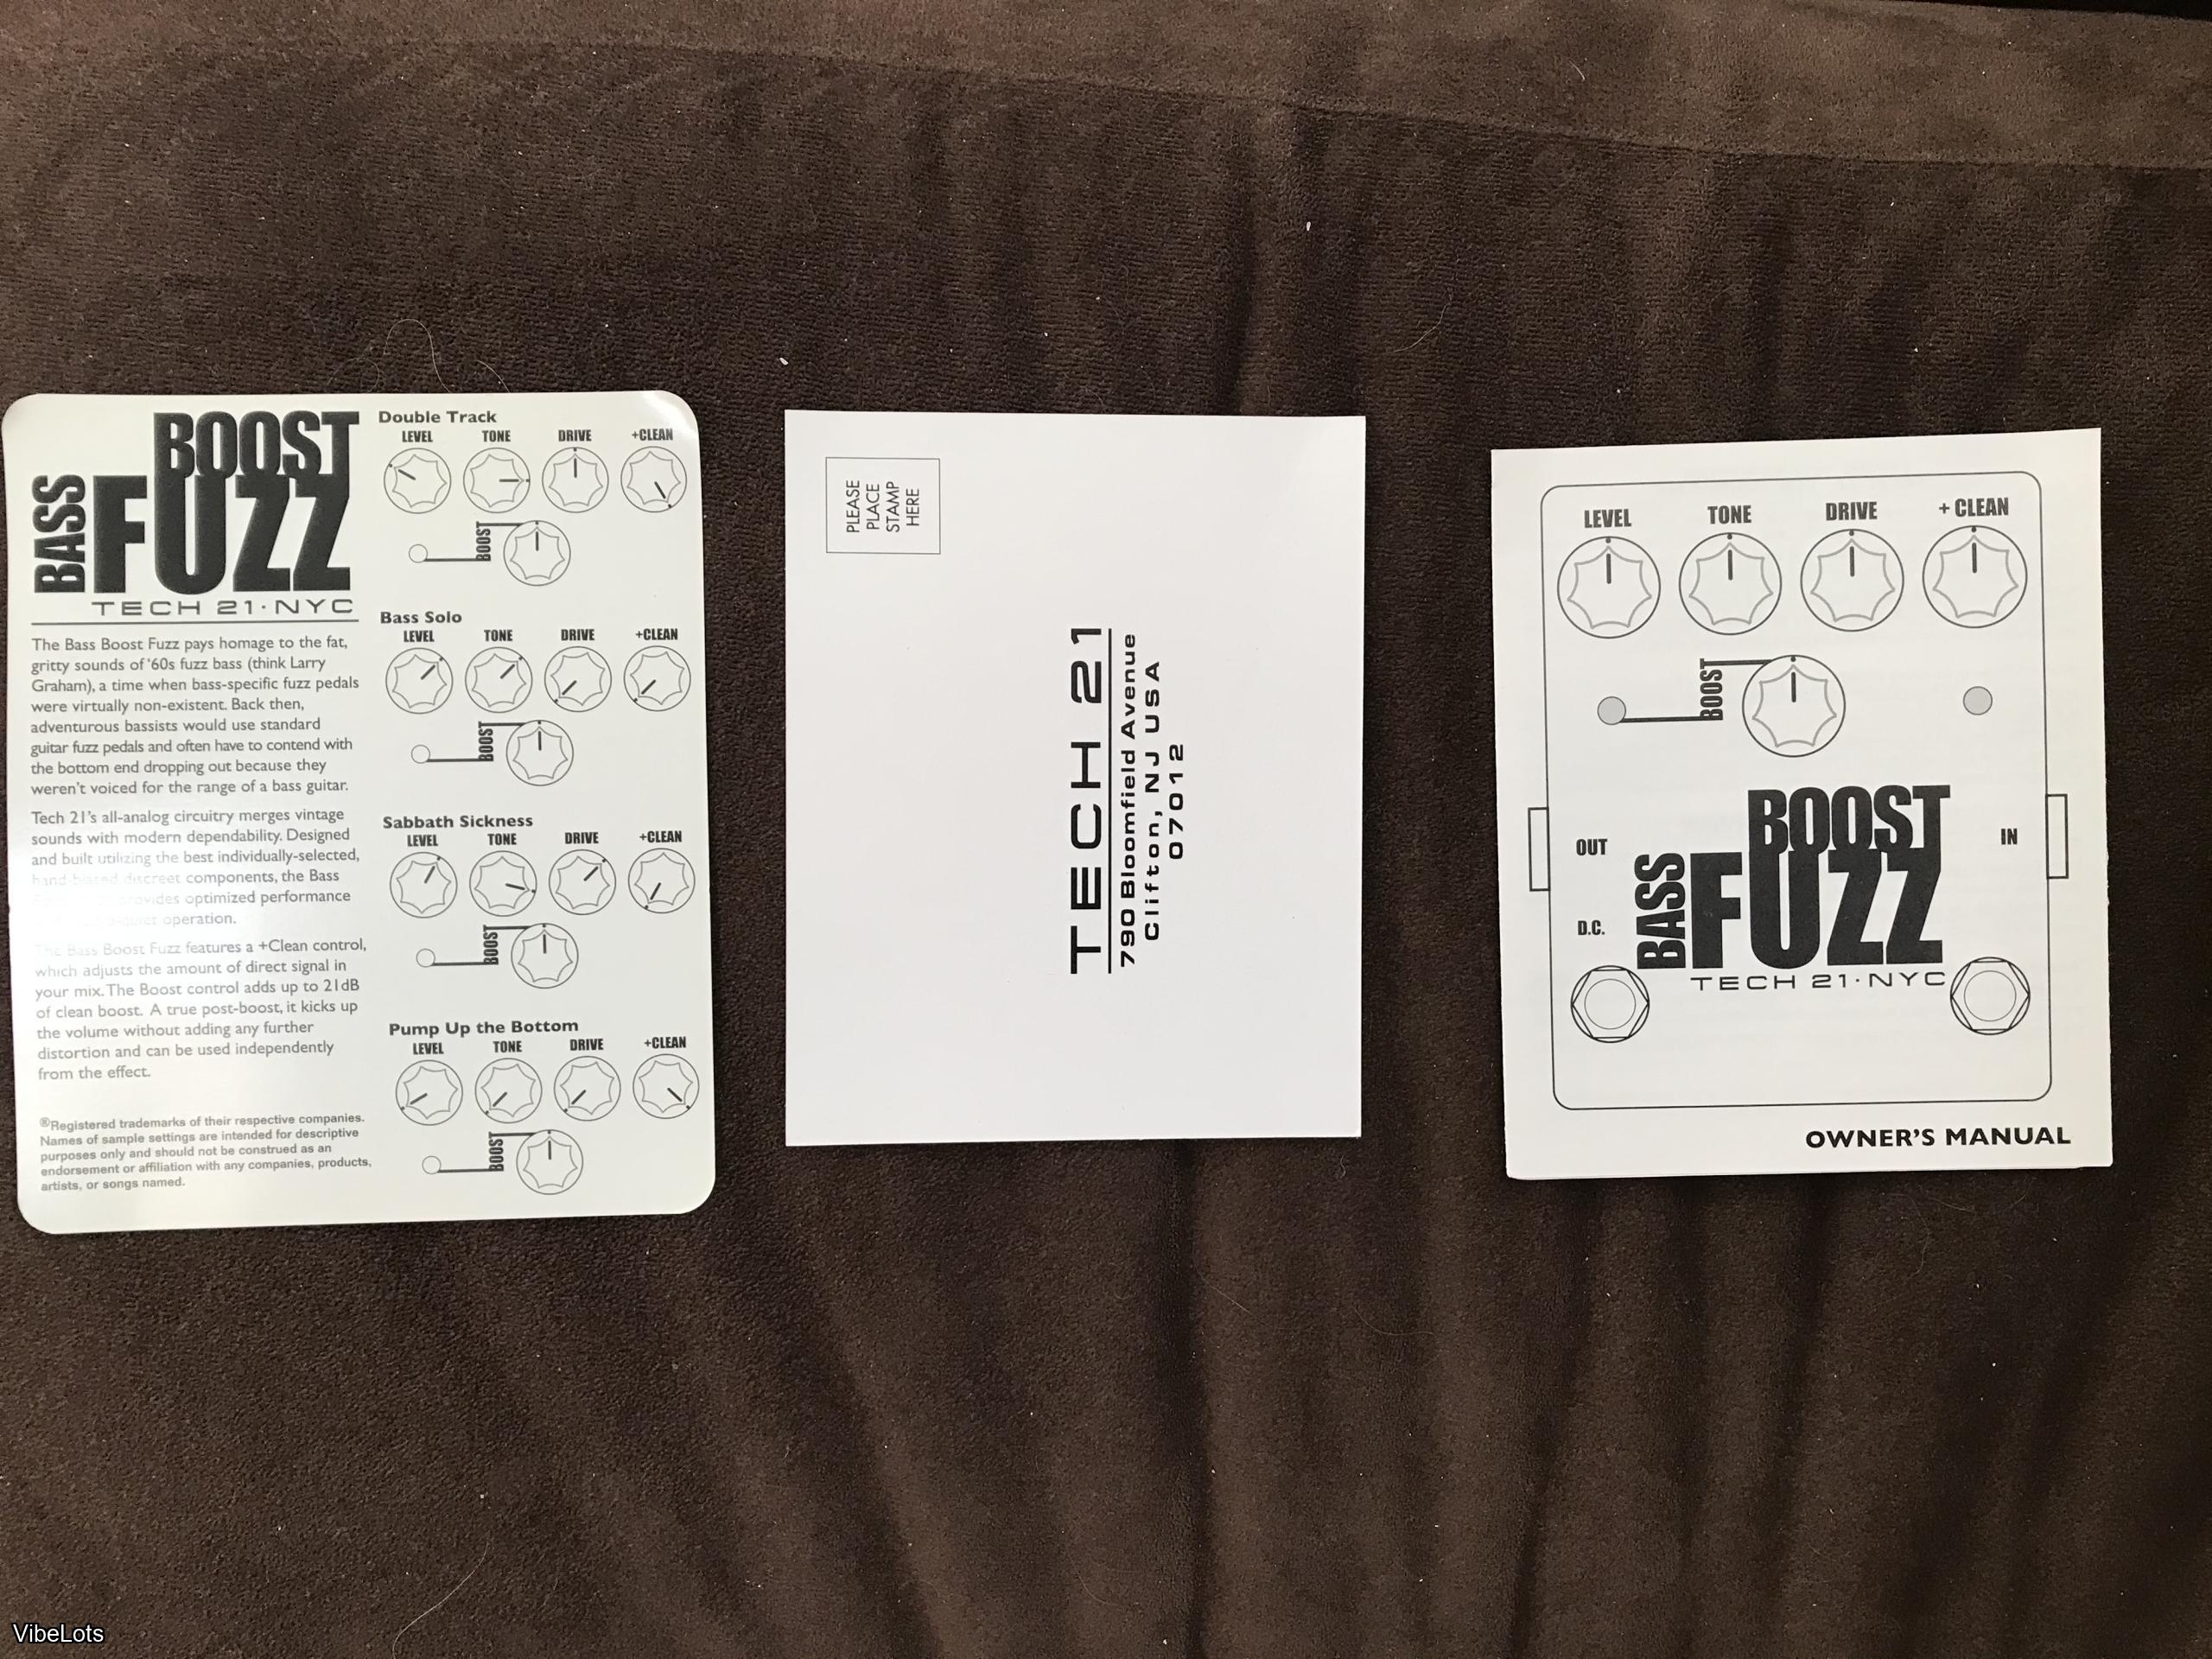 BASS
BOOST
FUZZ
TECH 21·NYC
The Bass Boost Fuzz pays homage to the fat,
gritty sounds of '60s fuzz bass (think Larry
Graham), a time when bass-specific fuzz pedals
were virtually non-existent. Back then,
adventurous bassists would use standard
guitar fuzz pedals and often have to contend with
the bottom end dropping out because they
weren't voiced for the range of a bass guitar.
Tech 21's all-analog circuitry merges vintage
sounds with modern dependability. Designed
and built utilizing the best individually-selected,
hand-biased discreet components, the Bass
provides optimized performance
operation.
The Bass Boost Fuzz features a +Clean control,
which adjusts the amount of direct signal in
your mix. The Boost control adds up to 21dB
of clean boost. A true post-boost, it kicks up
the volume without adding any further
distortion and can be used independently
from the effect.
®Registered trademarks of their respective companies.
Names of sample settings are intended for descriptive
purposes only and should not be construed as an
endorsement or affiliation with any companies, products,
artists, or songs named.
Double Track
LEVEL TONE DRIVE +CLEAN
BOOST
Bass Solo
LEVEL TONE DRIVE +CLEAN
BOOST
Sabbath Sickness
LEVEL TONE DRIVE +CLEAN
BOOST
Pump Up the Bottom
LEVEL TONE DRIVE +CLEAN
BOOST
PLEASE
PLACE
STAMP
HERE
TECH 21
790 Bloomfield Avenue
Clifton, NJ USA
07012
LEVEL TONE DRIVE + CLEAN
BOOST
OUT
IN
D.C.
BASS
BOOST
FUZZ
TECH 21·NYC
OWNER'S MANUAL
VibeLots